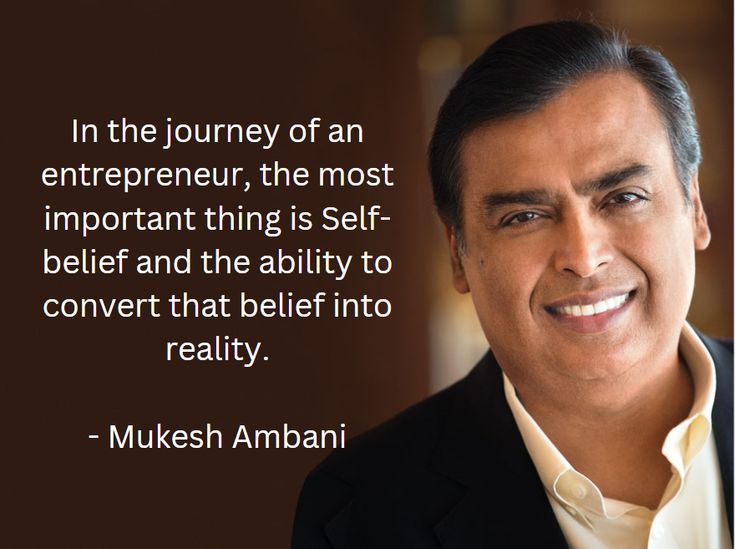 In the journey of an
entrepreneur, the most
important thing is Self-
belief and the ability to
convert that belief into
reality.
- Mukesh Ambani